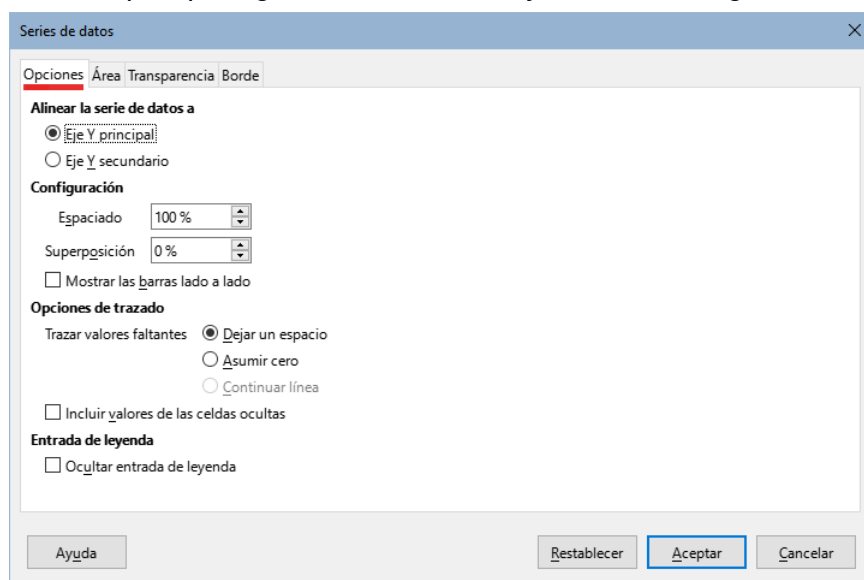 Series de datos
Opciones Área Transparencia Borde
Alinear la serie de datos a
Eje Y principal
Eje Y secundario
Configuración
Espaciado 100 %
Superposición 0 %
Mostrar las barras lado a lado
Opciones de trazado
Trazar valores faltantes Dejar un espacio
Asumir cero
Continuar línea
Incluir valores de las celdas ocultas
Entrada de leyenda
Ocultar entrada de leyenda
Ayuda Restablecer Aceptar Cancelar